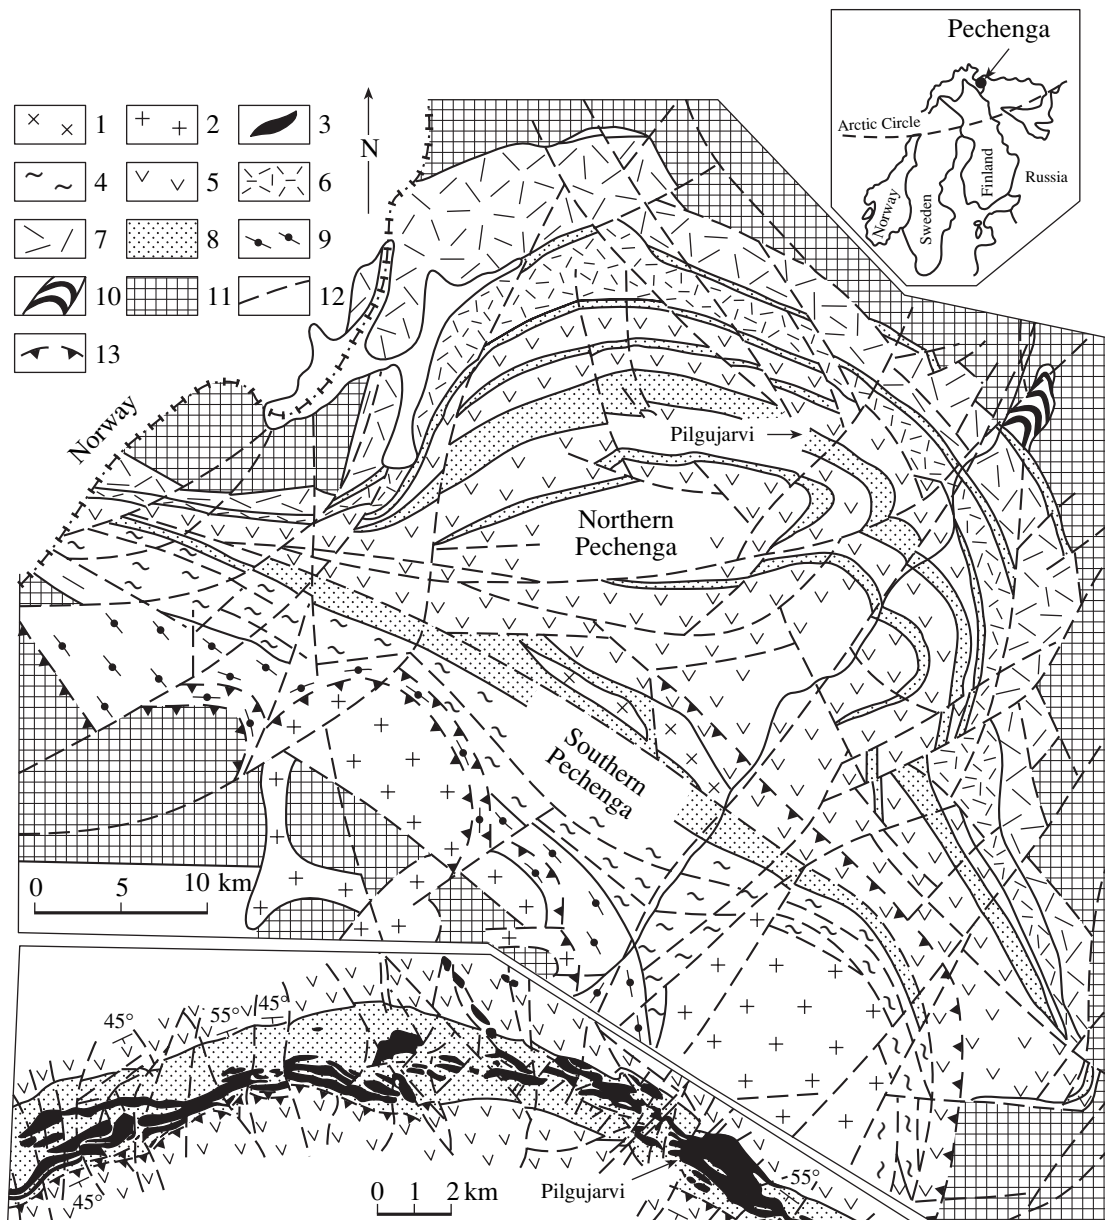 Pechenga
Arctic Circle
Norway
Sweden
Finland
Russia
1
2
3
4
5
6
7
8
9
10
11
12
13
N
Norway
Pilgujarvi
Northern
Pechenga
Southern
Pechenga
0
5
10 km
45°
55°
45°
45°
55°
Pilgujarvi
0
1
2 km